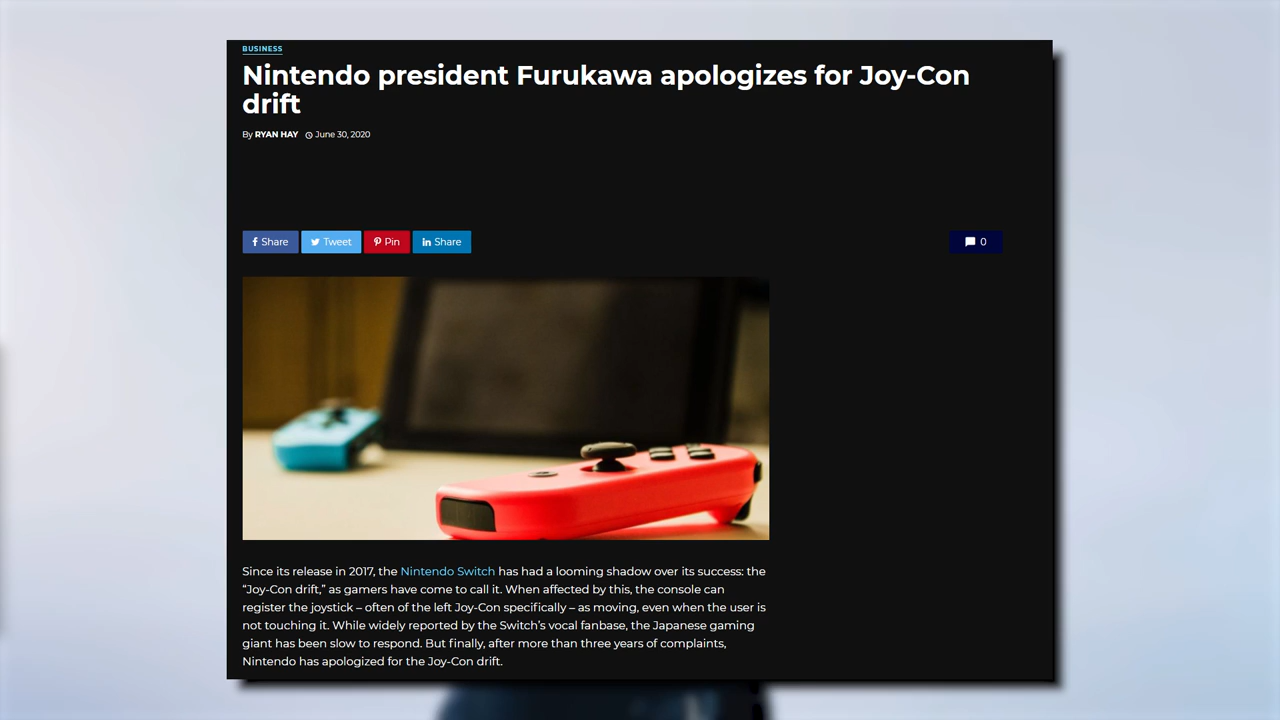 BUSINESS
Nintendo president Furukawa apologizes for Joy-Con
drift
By RYAN HAY June 30, 2020
Share Tweet Pin Share 0
Since its release in 2017, the Nintendo Switch has had a looming shadow over its success: the
“Joy-Con drift,” as gamers have come to call it. When affected by this, the console can
register the joystick – often of the left Joy-Con specifically – as moving, even when the user is
not touching it. While widely reported by the Switch’s vocal fanbase, the Japanese gaming
giant has been slow to respond. But finally, after more than three years of complaints,
Nintendo has apologized for the Joy-Con drift.